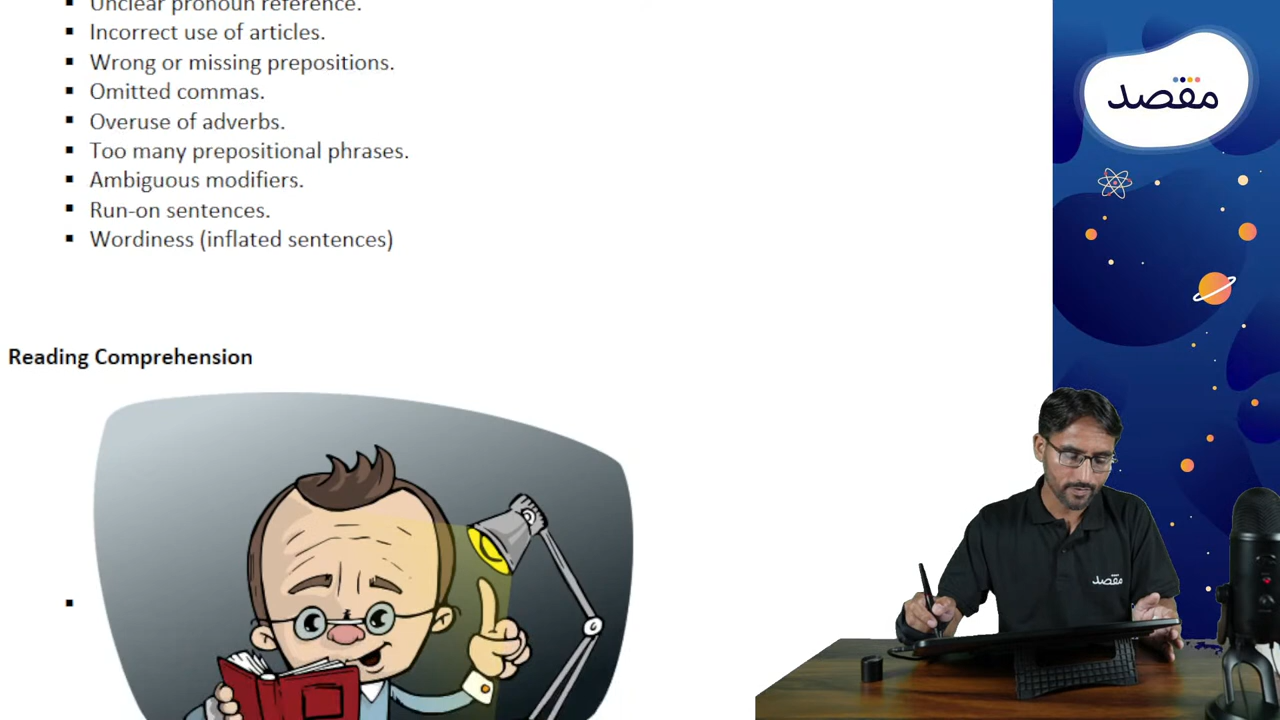 Unclear pronoun reference.
▪ Incorrect use of articles.
▪ Wrong or missing prepositions.
▪ Omitted commas.
▪ Overuse of adverbs.
▪ Too many prepositional phrases.
▪ Ambiguous modifiers.
▪ Run-on sentences.
▪ Wordiness (inflated sentences)
Reading Comprehension
▪
مقصد
مقصد